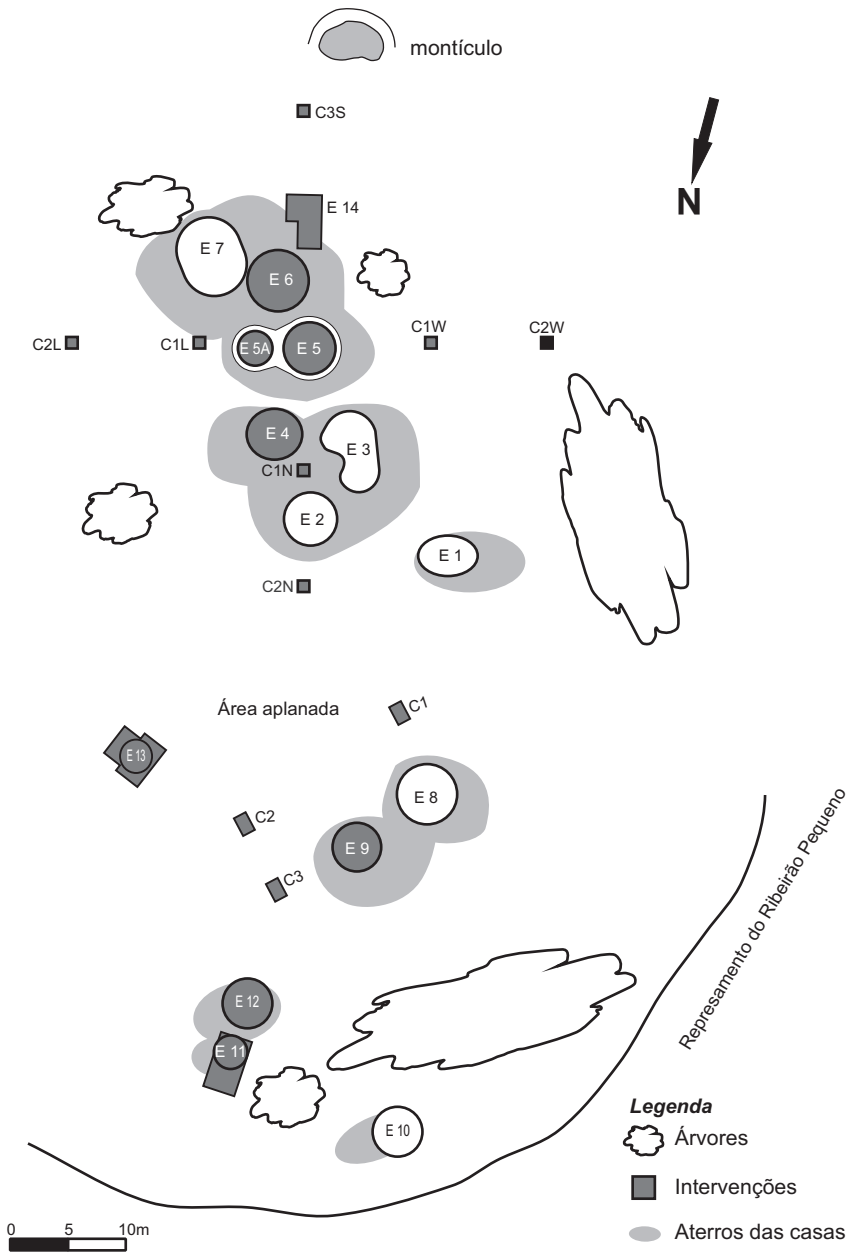 montículo
C3S
E 14
E 7
E 6
C2L
C1L
E 5A
E 5
C1W
C2W
E 4
E 3
C1N
E 2
E 1
C2N
N
Área aplanada
C1
E 13
E 8
C2
E 9
C3
Represamento do Ribeirão Pequeno
E 12
E 11
E 10
Legenda
Árvores
Intervenções
Aterros das casas
0 5 10m